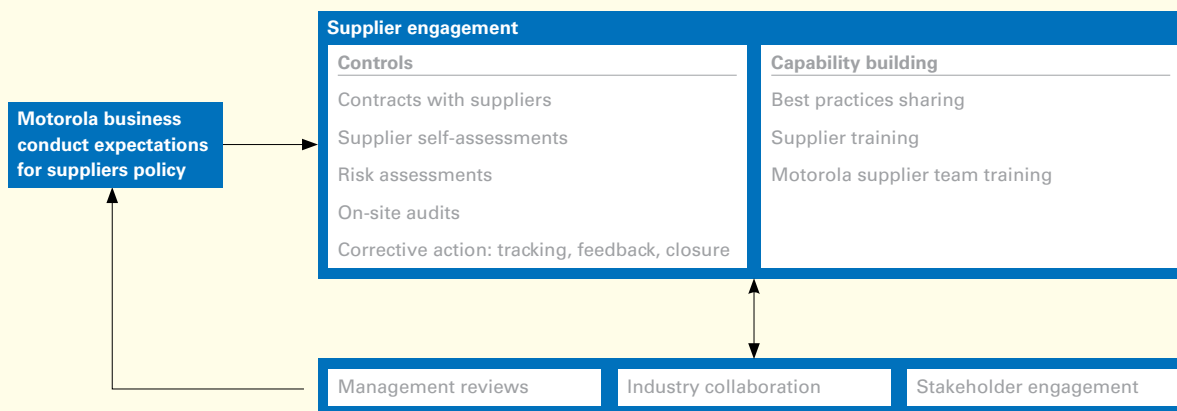 Supplier engagement
Controls
Contracts with suppliers
Supplier self-assessments
Risk assessments
On-site audits
Corrective action: tracking, feedback, closure
Capability building
Best practices sharing
Supplier training
Motorola supplier team training
Motorola business
conduct expectations
for suppliers policy
Management reviews
Industry collaboration
Stakeholder engagement